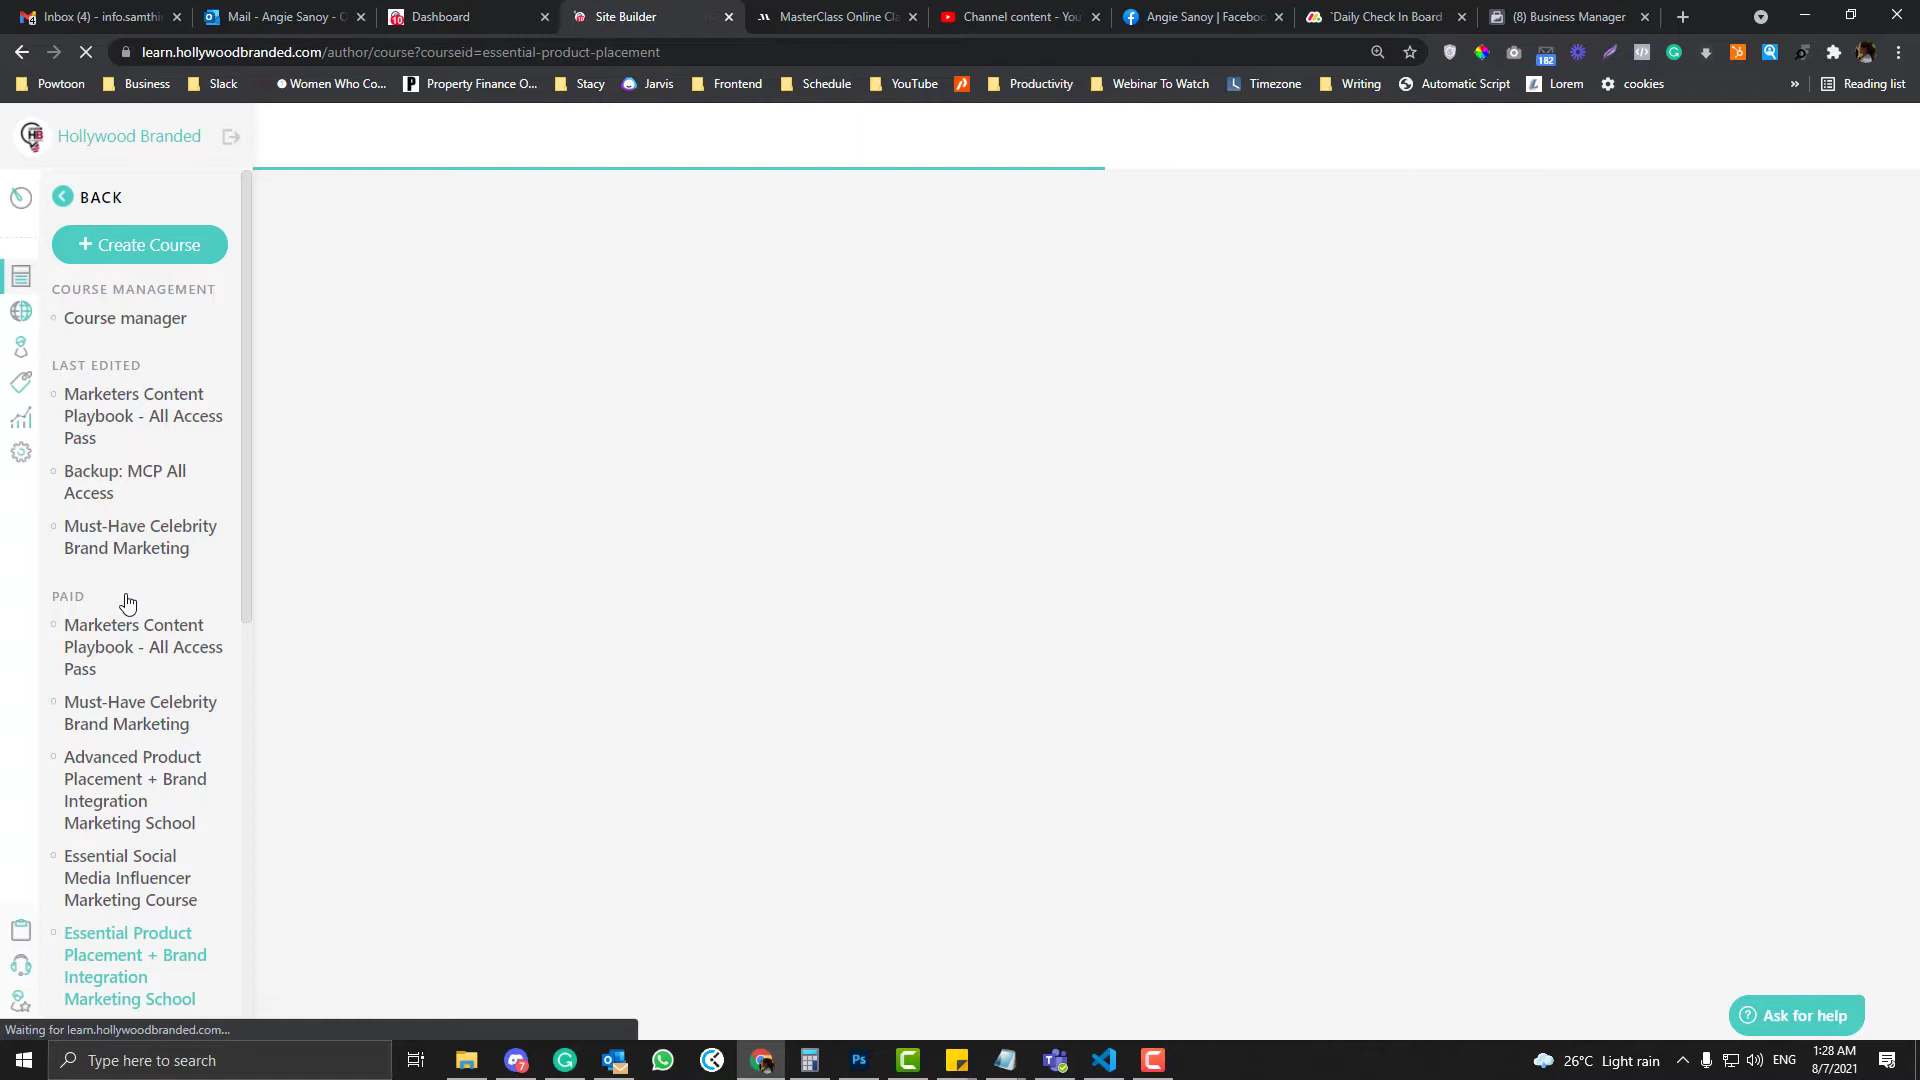 Inbox (4) - info.samthi
Mail - Angie Sanoy - O
Dashboard
Site Builder
MasterClass Online Cla
Channel content - You
Angie Sanoy | Faceboo
`Daily Check In Board
(8) Business Manager
learn.hollywoodbranded.com/author/course?courseid=essential-product-placement
182
Powtoon
Business
Slack
Women Who Co...
Property Finance O...
Stacy
Jarvis
Frontend
Schedule
YouTube
Productivity
Webinar To Watch
Timezone
Writing
Automatic Script
Lorem
cookies
»
Reading list
Hollywood Branded
BACK
+ Create Course
COURSE MANAGEMENT
Course manager
LAST EDITED
Marketers Content
Playbook - All Access
Pass
Backup: MCP All
Access
Must-Have Celebrity
Brand Marketing
PAID
Marketers Content
Playbook - All Access
Pass
Must-Have Celebrity
Brand Marketing
Advanced Product
Placement + Brand
Integration
Marketing School
Essential Social
Media Influencer
Marketing Course
Essential Product
Placement + Brand
Integration
Marketing School
Ask for help
Waiting for learn.hollywoodbranded.com...
Type here to search
26°C Light rain
ENG
1:28 AM
8/7/2021